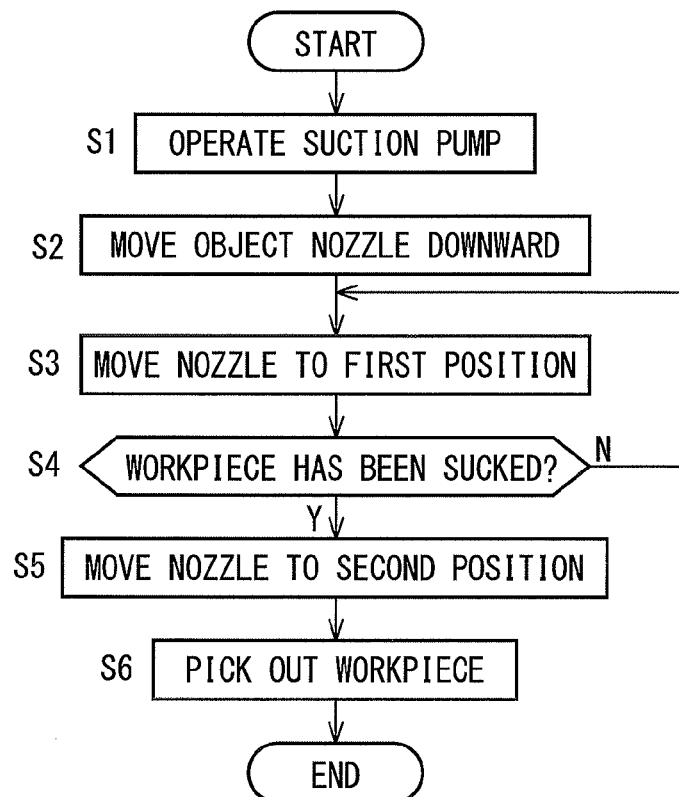 START
S1 OPERATE SUCTION PUMP
S2 MOVE OBJECT NOZZLE DOWNWARD
S3 MOVE NOZZLE TO FIRST POSITION
S4 WORKPIECE HAS BEEN SUCKED? N
Y
S5 MOVE NOZZLE TO SECOND POSITION
S6 PICK OUT WORKPIECE
END